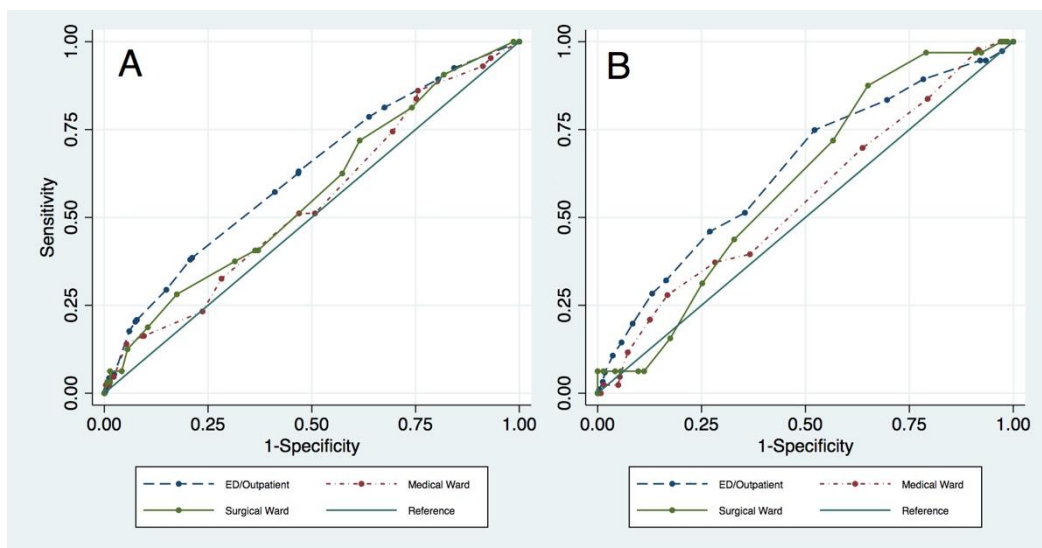 A
B
Sensitivity
1.00
0.75
0.50
0.25
0.00
0.00 0.25 0.50 0.75 1.00
1-Specificity
ED/Outpatient Medical Ward
Surgical Ward Reference
1.00
0.75
0.50
0.25
0.00
0.00 0.25 0.50 0.75 1.00
1-Specificity
ED/Outpatient Medical Ward
Surgical Ward Reference